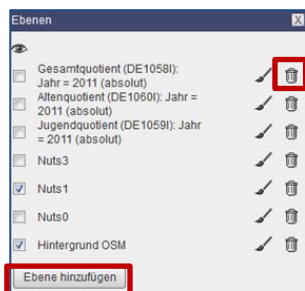 Ebenen
Gesamtquotient (DE1058I):
Jahr = 2011 (absolut)
Altenquotient (DE1060I): Jahr =
2011 (absolut)
Jugendquotient (DE1059I): Jahr
= 2011 (absolut)
Nuts3
Nuts1
Nuts0
Hintergrund OSM
Ebene hinzufügen